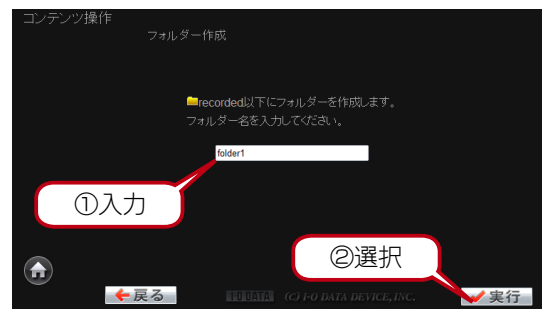 コンテンツ操作
フォルダー作成
recorded以下にフォルダーを作成します。
フォルダー名を入力してください。
folder1
①入力
②選択
戻る
I-O DATA (C) I-O DATA DEVICE, INC.
実行